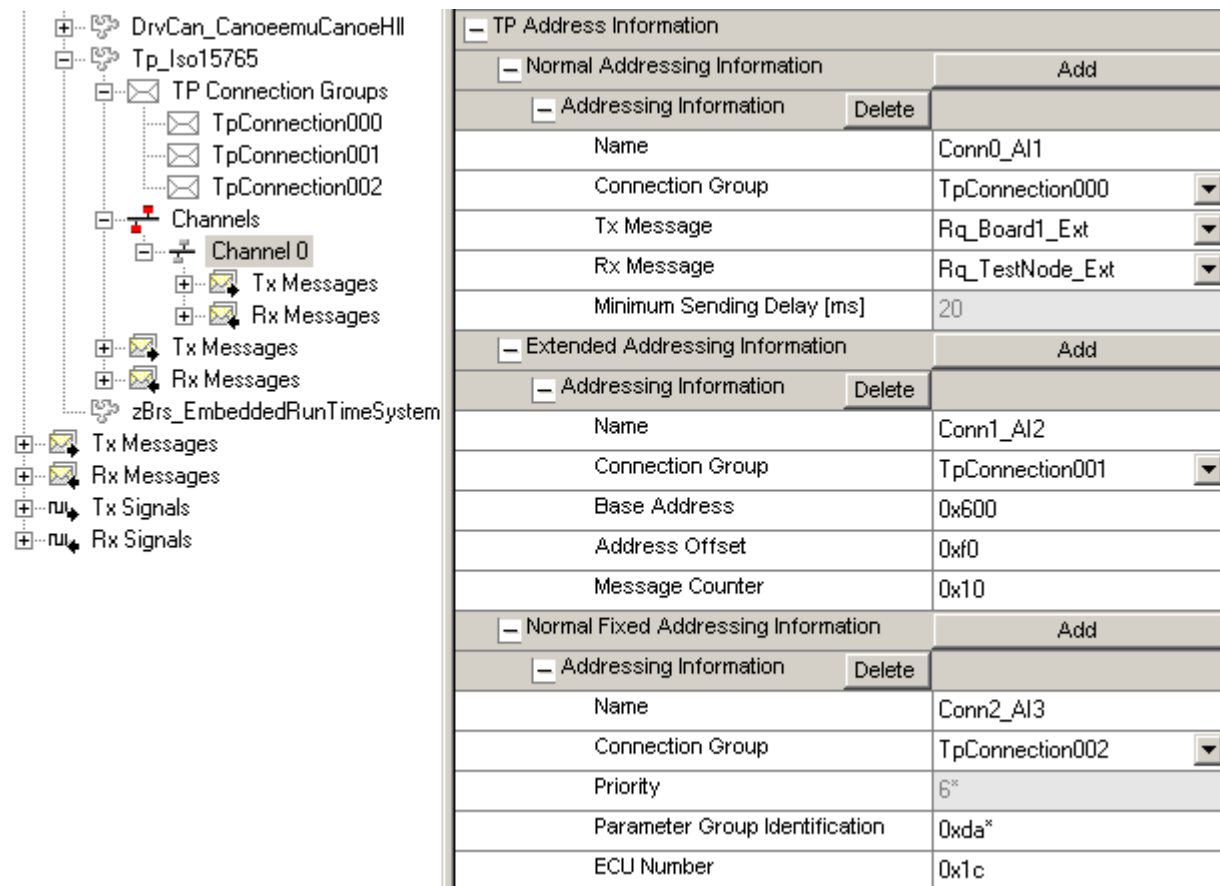 DrvCan_CanoeemuCanoeHll
Tp_Iso15765
TP Connection Groups
TpConnection000
TpConnection001
TpConnection002
Channels
Channel 0
Tx Messages
Rx Messages
Tx Messages
Rx Messages
zBrs_EmbeddedRunTimeSystem
Tx Messages
Rx Messages
Tx Signals
Rx Signals
TP Address Information
Normal Addressing Information Add
Addressing Information Delete
Name Conn0_AI1
Connection Group TpConnection000
Tx Message Rq_Board1_Ext
Rx Message Rq_TestNode_Ext
Minimum Sending Delay [ms] 20
Extended Addressing Information Add
Addressing Information Delete
Name Conn1_AI2
Connection Group TpConnection001
Base Address 0x600
Address Offset 0xf0
Message Counter 0x10
Normal Fixed Addressing Information Add
Addressing Information Delete
Name Conn2_AI3
Connection Group TpConnection002
Priority 6*
Parameter Group Identification 0xda*
ECU Number 0x1c